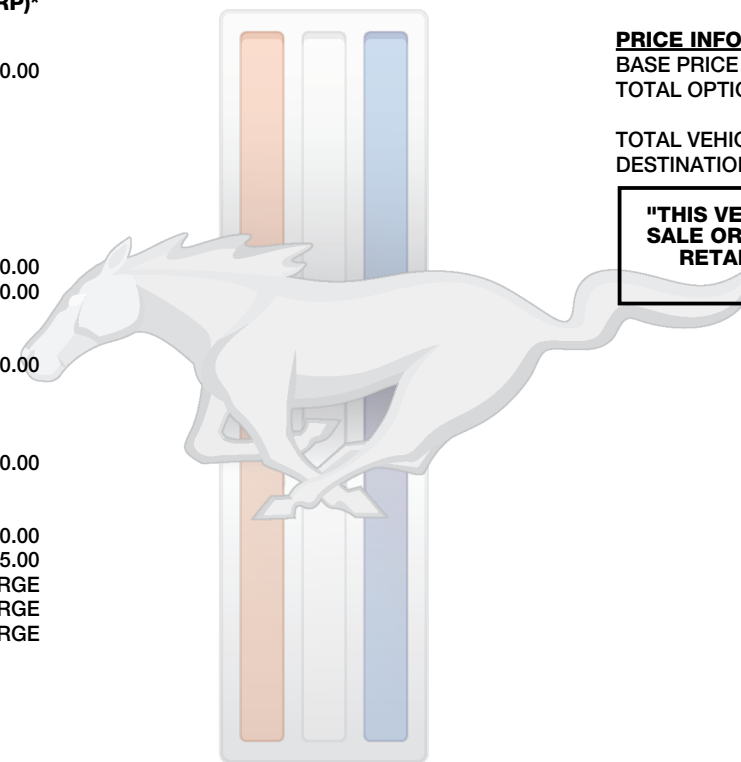 RP)*
0.00
0.00
0.00
0.00
0.00
0.00
5.00
RGE
RGE
RGE
PRICE INFO
BASE PRICE
TOTAL OPTIO
TOTAL VEHIC
DESTINATION
"THIS VE
SALE OR
RETAI